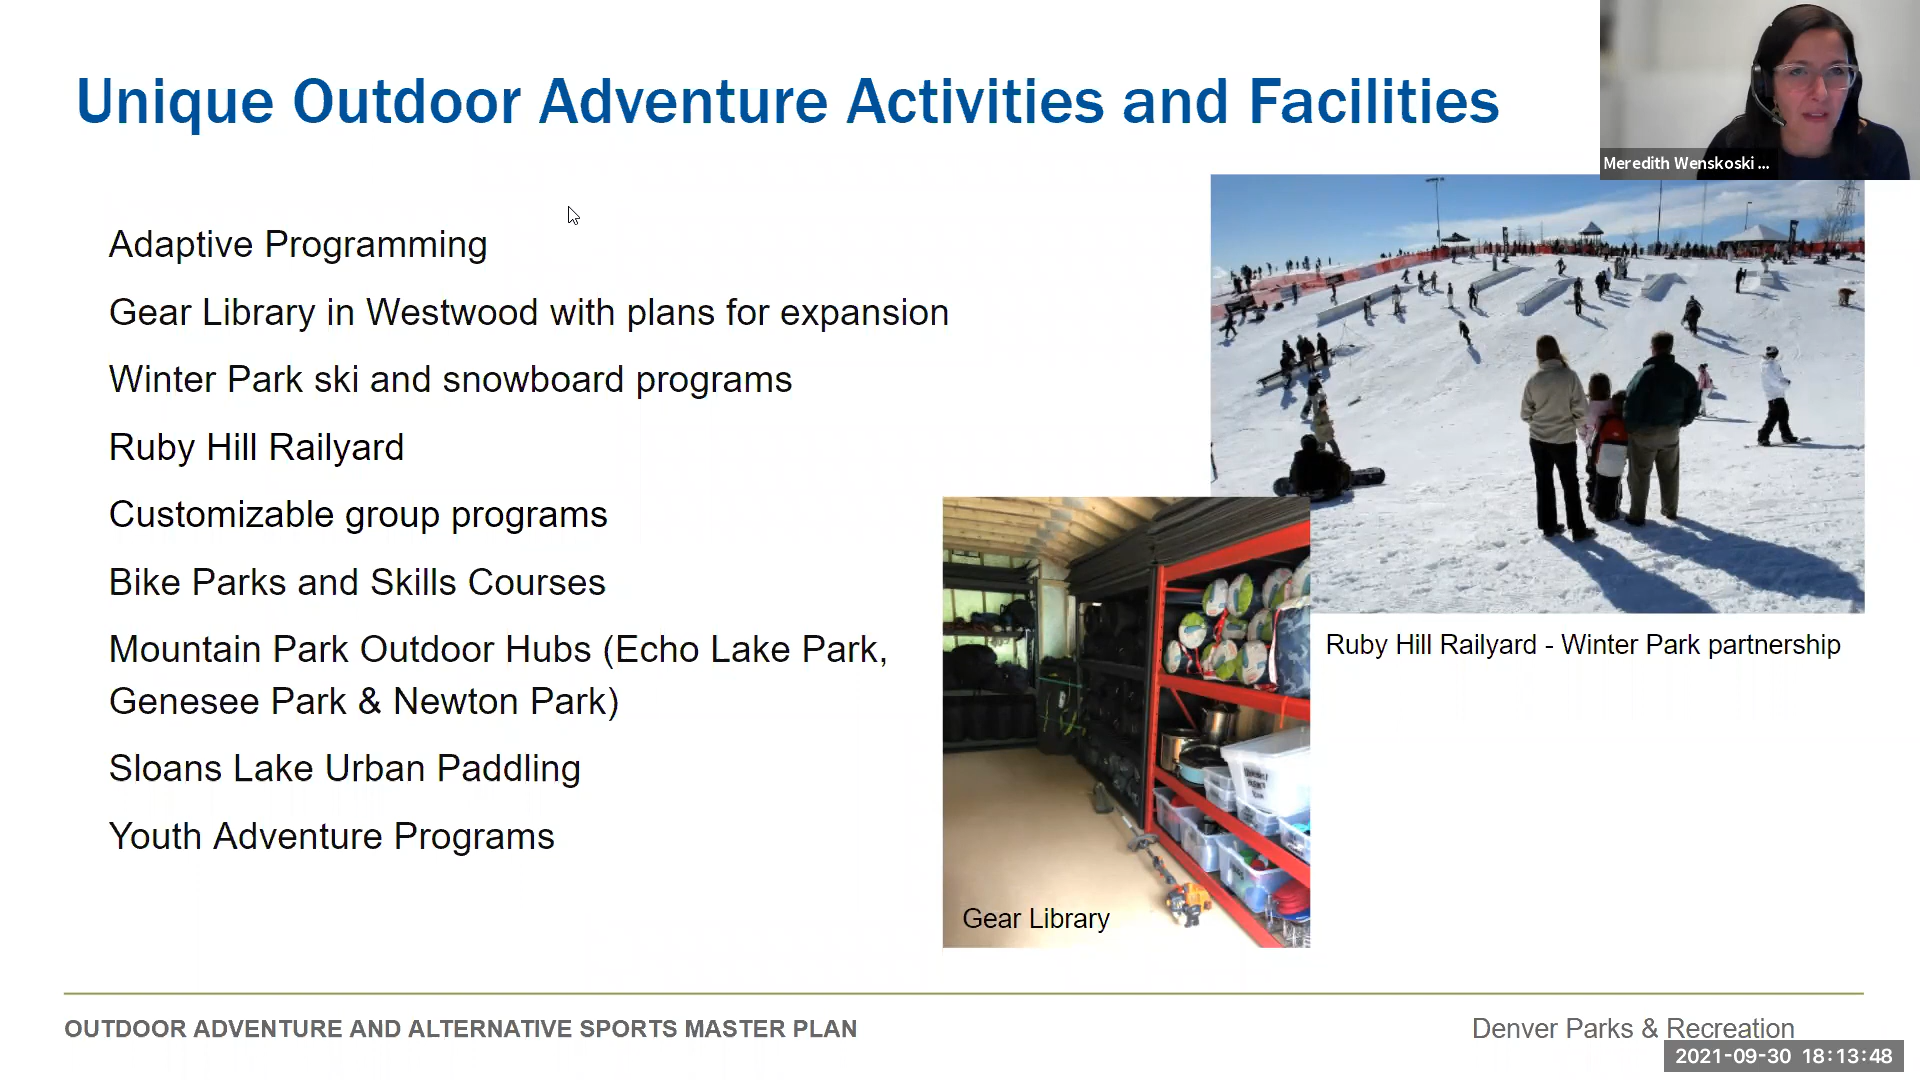 Unique Outdoor Adventure Activities and Facilities
Meredith Wenskoski ...
Adaptive Programming
Gear Library in Westwood with plans for expansion
Winter Park ski and snowboard programs
Ruby Hill Railyard
Customizable group programs
Bike Parks and Skills Courses
Mountain Park Outdoor Hubs (Echo Lake Park,
Genesee Park & Newton Park)
Sloans Lake Urban Paddling
Youth Adventure Programs
Ruby Hill Railyard - Winter Park partnership
Gear Library
OUTDOOR ADVENTURE AND ALTERNATIVE SPORTS MASTER PLAN
Denver Parks & Recreation
2021-09-30 18:13:48